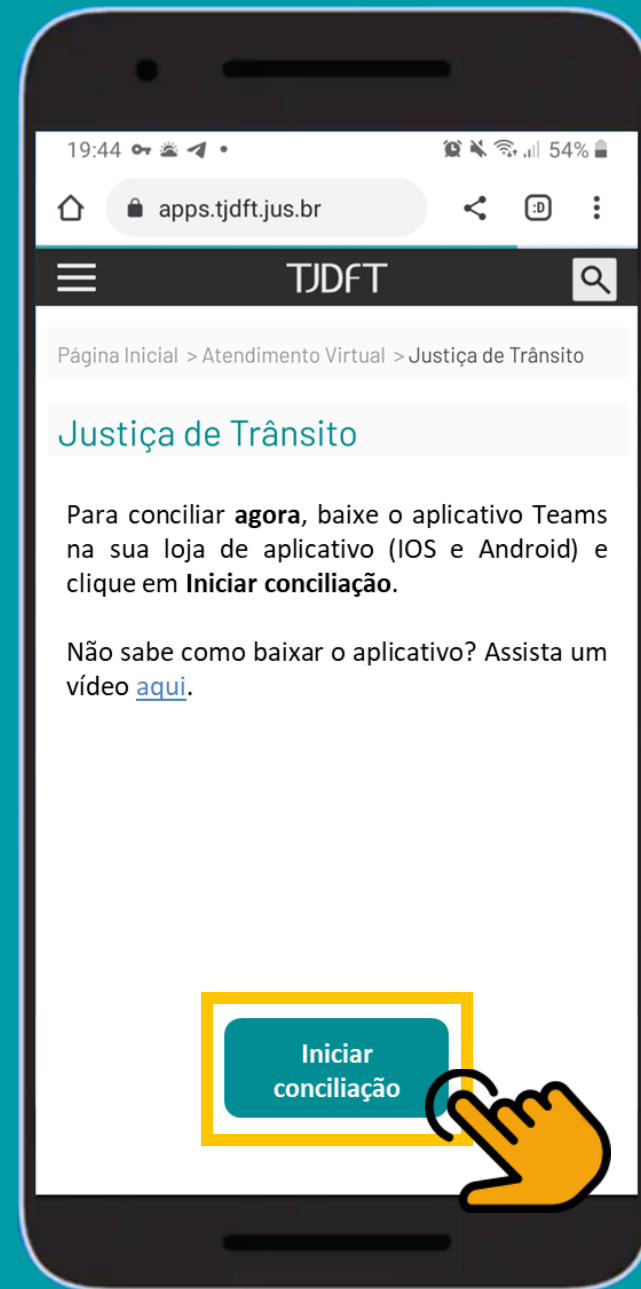 19:44
54%
apps.tjdft.jus.br
:D
TJDFT
Página Inicial > Atendimento Virtual > Justiça de Trânsito
Justiça de Trânsito
Para conciliar agora, baixe o aplicativo Teams
na sua loja de aplicativo (IOS e Android) e
clique em Iniciar conciliação.
Não sabe como baixar o aplicativo? Assista um
vídeo aqui.
Iniciar
conciliação